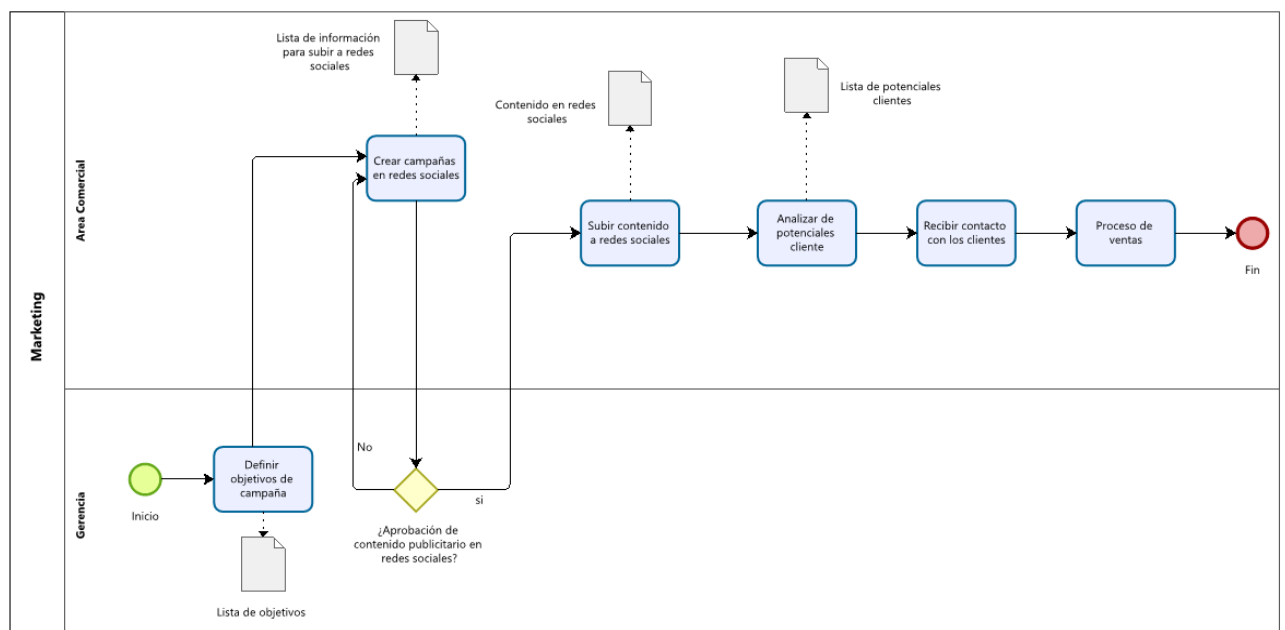 Marketing
Area Comercial
Lista de información
para subir a redes
sociales
Crear campañas
en redes sociales
Contenido en redes
sociales
Subir contenido
a redes sociales
Lista de potenciales
clientes
Analizar de
potenciales
cliente
Recibir contacto
con los clientes
Proceso de
ventas
Fin
Gerencia
Inicio
Definir
objetivos de
campaña
Lista de objetivos
No
si
¿Aprobación de
contenido publicitario en
redes sociales?